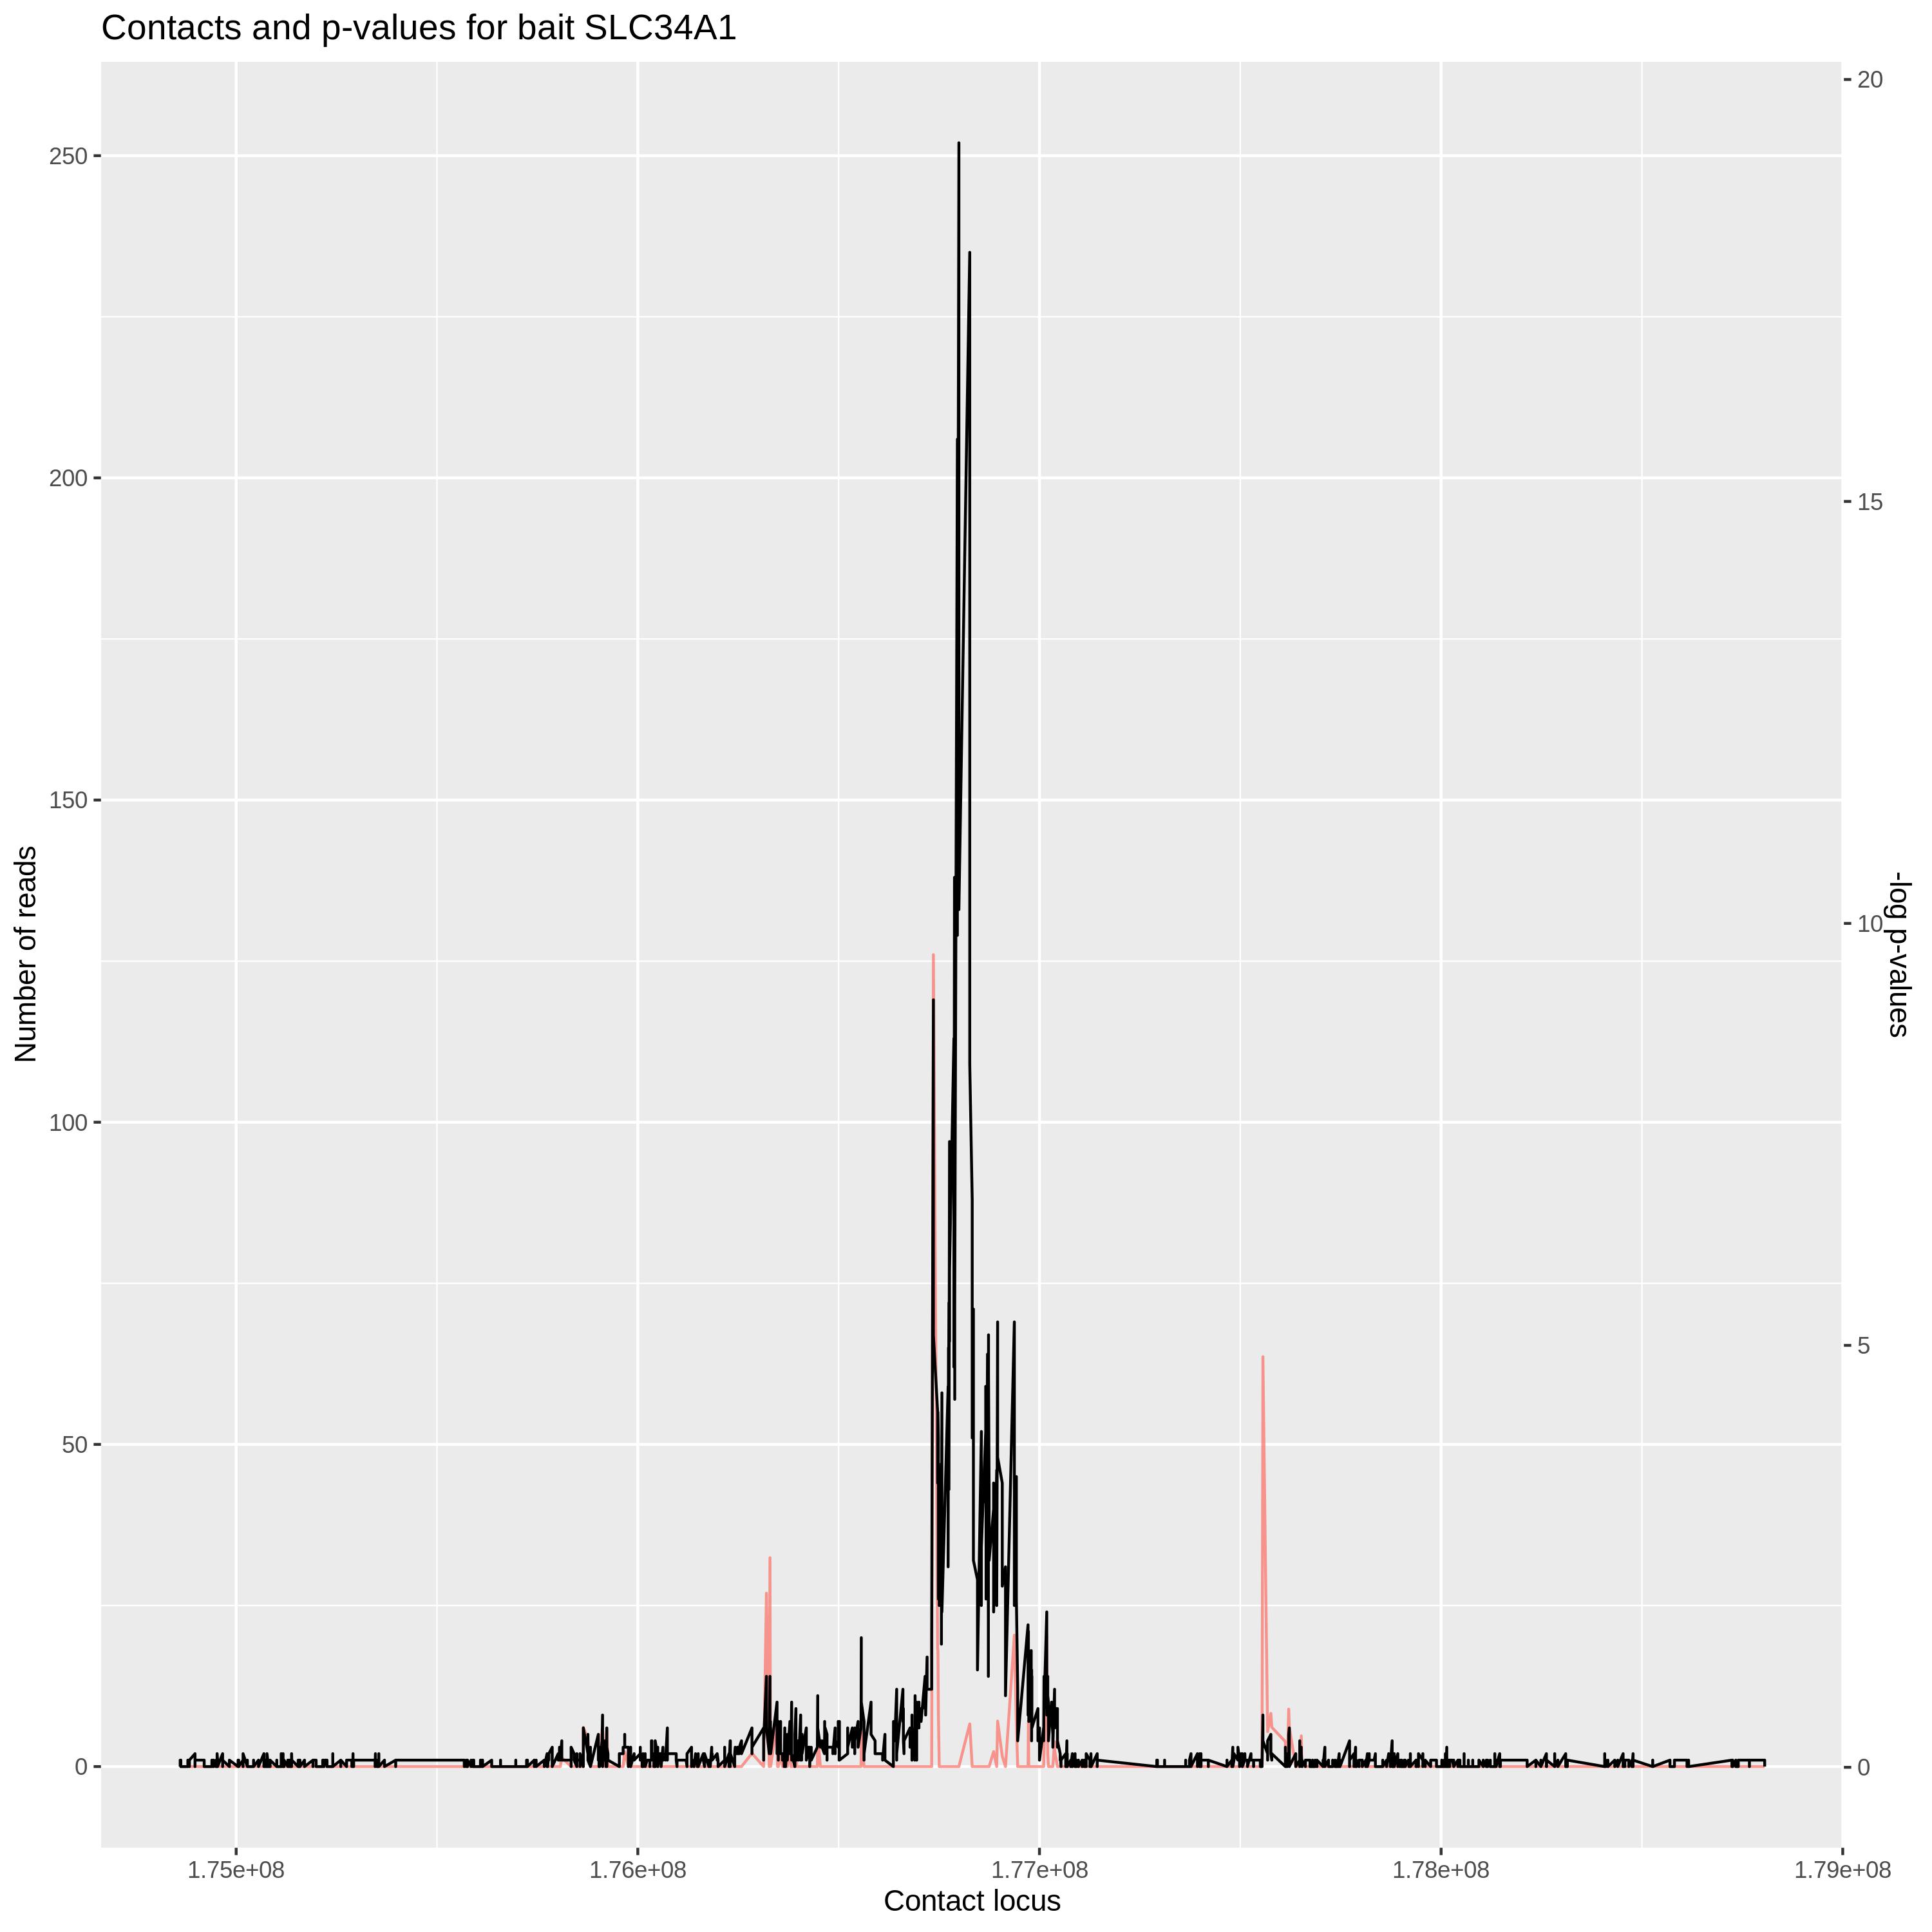 Contacts and p-values for bait SLC34A1
250
200
150
100
50
0
Number of reads
20
15
10
5
0
-log p-values
1.75e+08
1.76e+08
1.77e+08
1.78e+08
1.79e+08
Contact locus